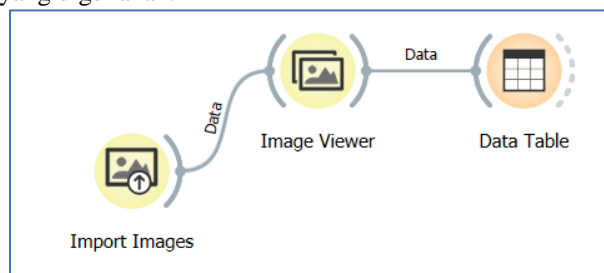 Data
Data
Image Viewer
Data Table
Import Images